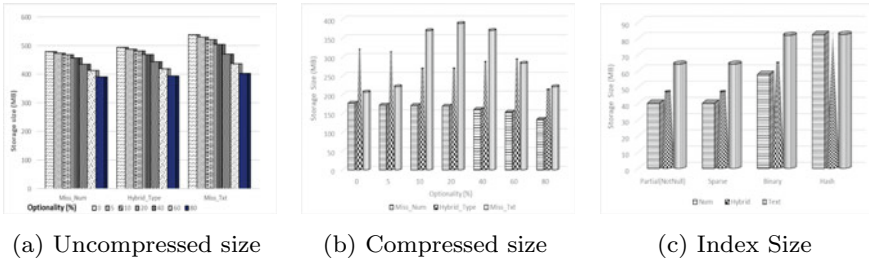 600
500
400
300
200
100
0
Storage size (MB)
Miss_Num Hybrid_Type Miss_Txt
Optionality (%) 0 5 10 20 40 60 80
(a) Uncompressed size
400
350
300
250
200
150
100
50
0
Storage Size (MB)
0 5 10 20 40 60 80
Optionality (%)
Miss_Num Hybrid_Type Miss_Txt
(b) Compressed size
90
80
70
60
50
40
30
20
10
0
Storage Size (MB)
Partial(NotNull) Sparse Binary Hash
Num Hybrid Text
(c) Index Size